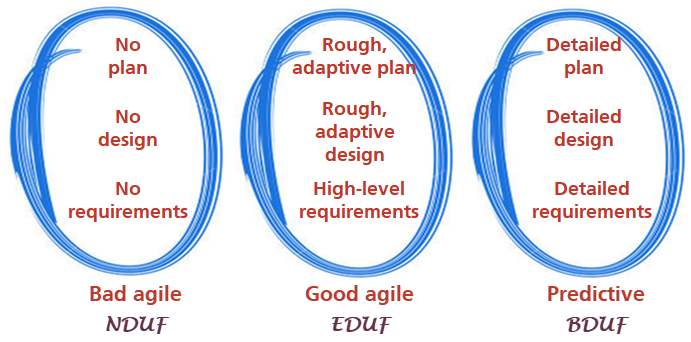 No
plan
No
design
No
requirements
Bad agile
NDUF
Rough,
adaptive plan
Rough,
adaptive
design
High-level
requirements
Good agile
EDUF
Detailed
plan
Detailed
design
Detailed
requirements
Predictive
BDUF